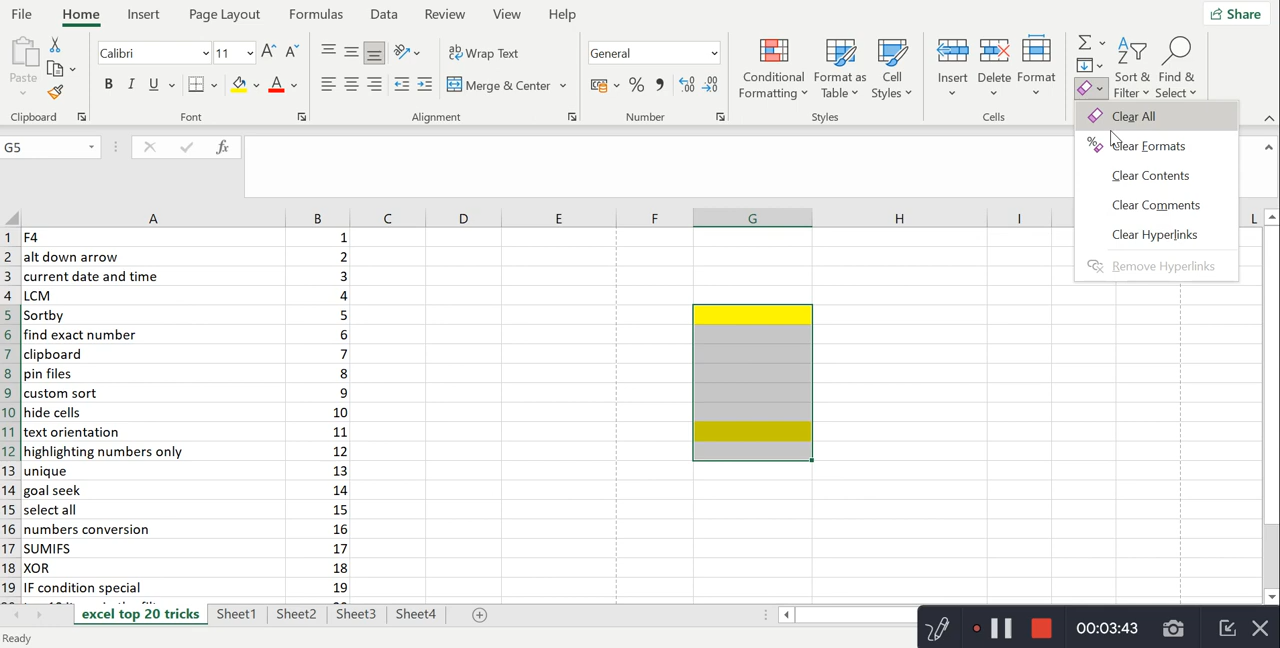 File Home Insert Page Layout Formulas Data Review View Help Share
Calibri 11 Wrap Text General
Paste B I U Merge & Center % , Conditional Formatting Format as Table Cell Styles Insert Delete Format Sort & Filter Find & Select
Clipboard Font Alignment Number Styles Cells
Clear All
Clear Formats
Clear Contents
Clear Comments
Clear Hyperlinks
Remove Hyperlinks
G5 fx
A B C D E F G H I L
1 F4 1
2 alt down arrow 2
3 current date and time 3
4 LCM 4
5 Sortby 5
6 find exact number 6
7 clipboard 7
8 pin files 8
9 custom sort 9
10 hide cells 10
11 text orientation 11
12 highlighting numbers only 12
13 unique 13
14 goal seek 14
15 select all 15
16 numbers conversion 16
17 SUMIFS 17
18 XOR 18
19 IF condition special 19
excel top 20 tricks Sheet1 Sheet2 Sheet3 Sheet4
Ready 00:03:43